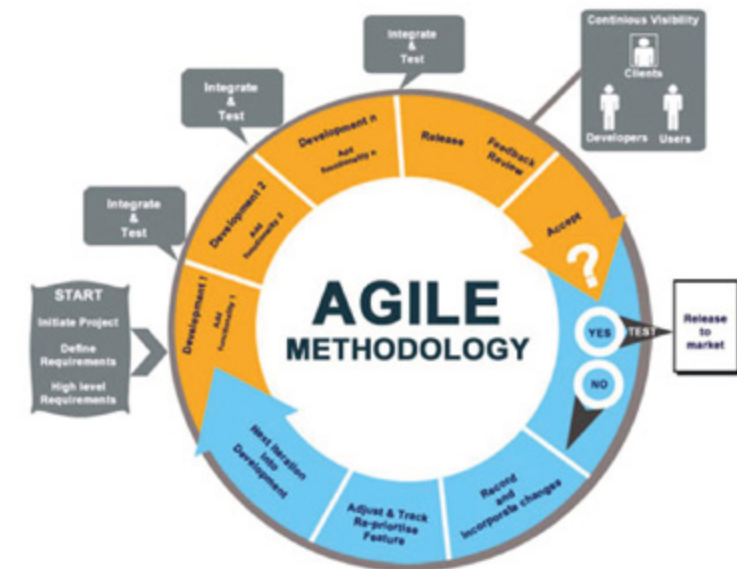 Continious Visibility
Clients
Developers
Users
Integrate
&
Test
Integrate
&
Test
Integrate
&
Test
START
Initiate Project
Define
Requirements
High level
Requirements
Development 1
Add
functionality 1
Development 2
Add
functionality 2
Development n
Add
functionality n
Release
Feedback
Review
Accept
?
YES
TEST
Release
to
market
NO
Record
and
Incorporate changes
Adjust & Track
Re-prioritise
Feature
Next Iteration
into
Development
AGILE
METHODOLOGY